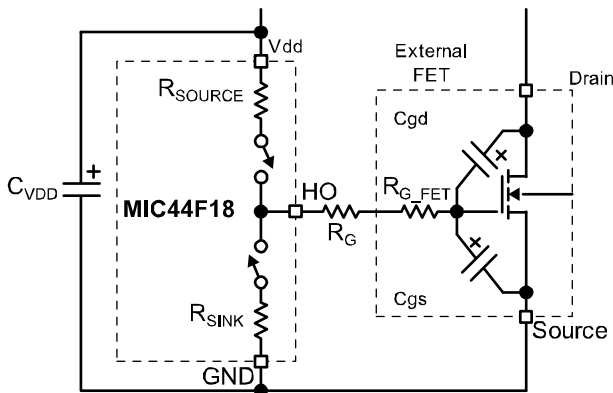 Vdd
External
FET
Drain
RSOURCE
Cgd
CVDD
+
MIC44F18
HO
RG_FET
RG
Cgs
RSINK
Source
GND